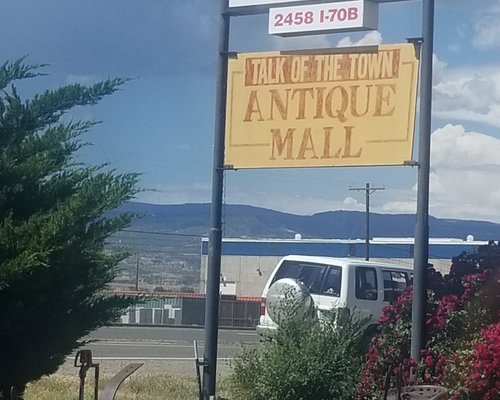 2458 I-70B
TALK OF THE TOWN
ANTIQUE
MALL